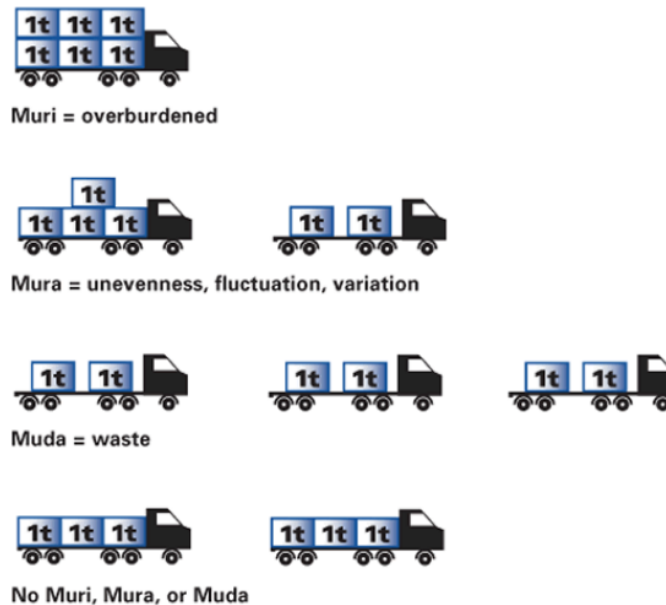 1t 1t 1t
1t 1t 1t
Muri = overburdened
1t
1t 1t 1t
1t 1t
Mura = unevenness, fluctuation, variation
1t 1t
1t 1t
1t 1t
Muda = waste
1t 1t 1t
1t 1t 1t
No Muri, Mura, or Muda